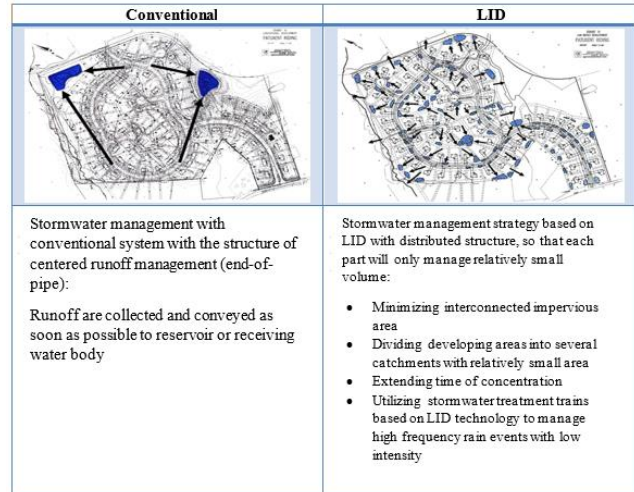 Conventional
LID
Stormwater management with
conventional system with the structure of
centered runoff management (end-of-
pipe):
Runoff are collected and conveyed as
soon as possible to reservoir or receiving
water body
Stormwater management strategy based on
LID with distributed structure, so that each
part will only manage relatively small
volume:
• Minimizing interconnected impervious
area
• Dividing developing areas into several
catchments with relatively small area
• Extending time of concentration
• Utilizing stormwater treatment trains
based on LID technology to manage
high frequency rain events with low
intensity